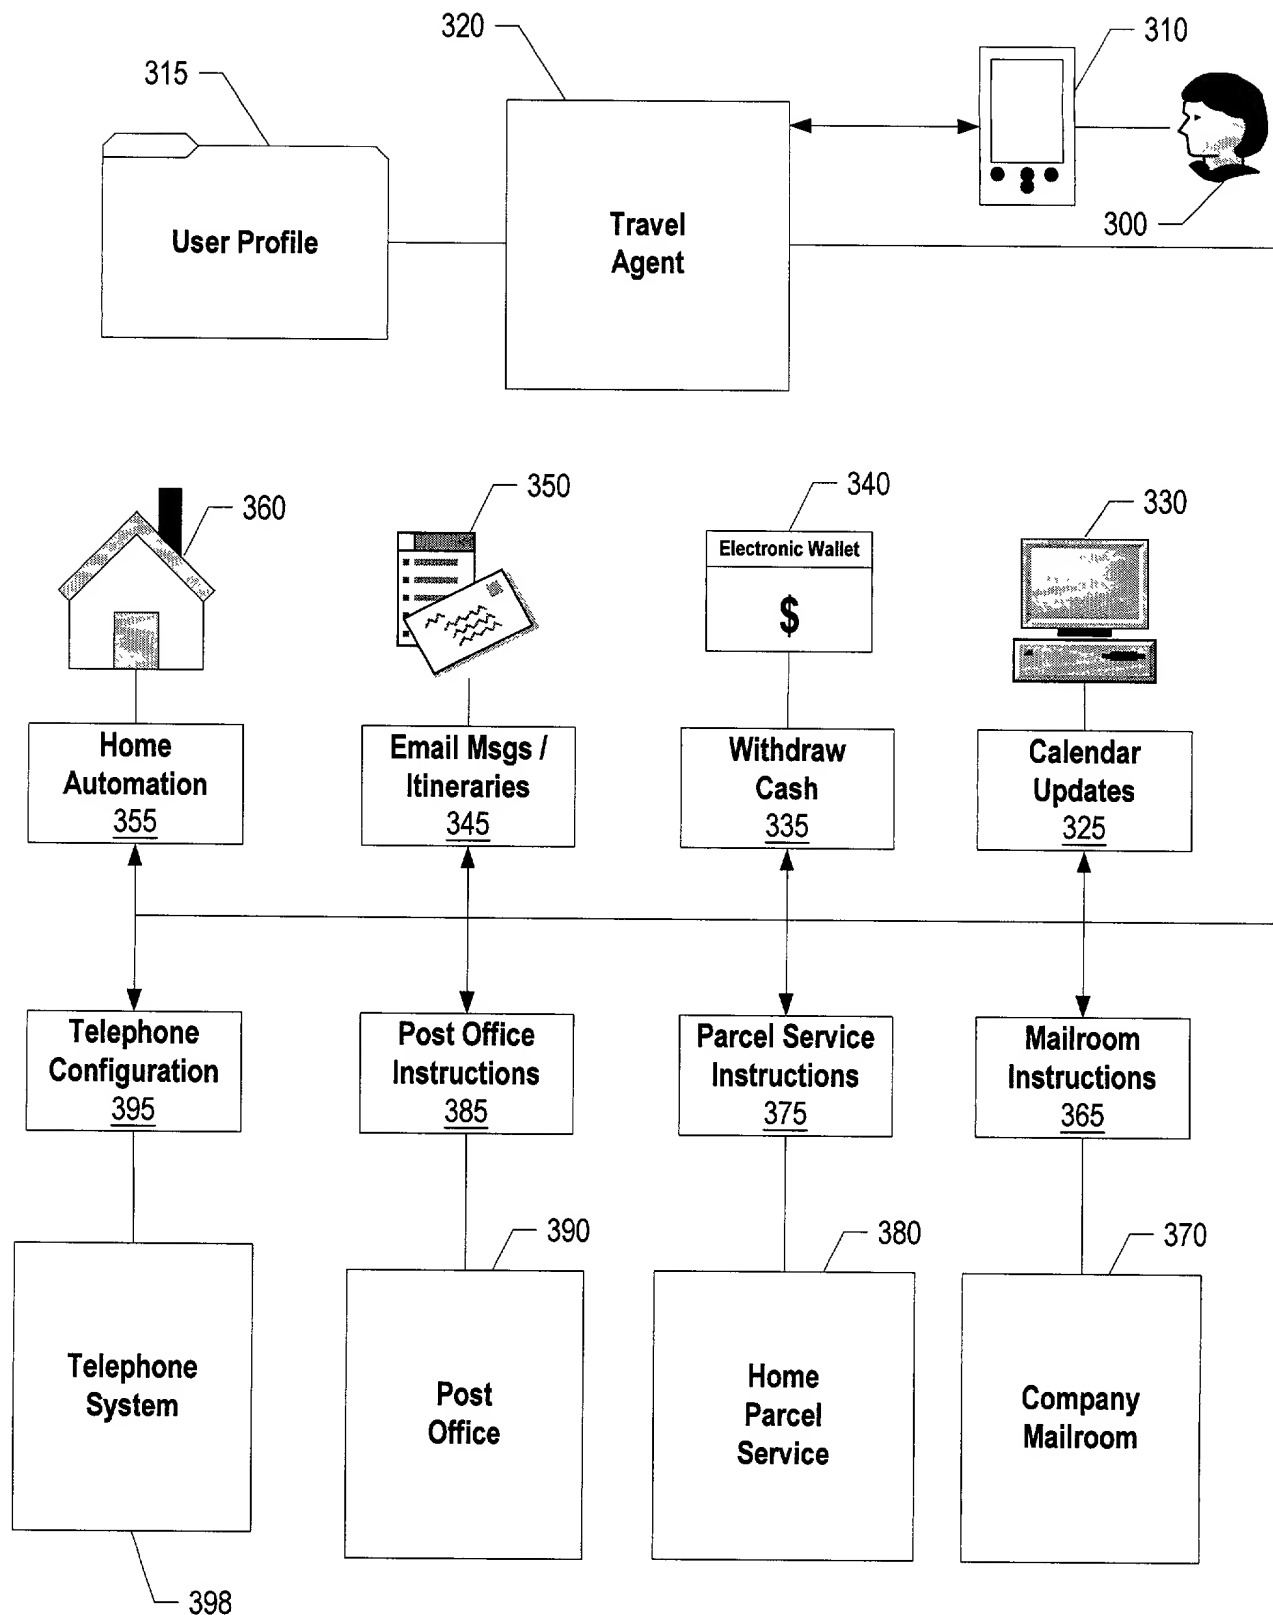 320
310
315
User Profile
Travel
Agent
300
360
350
340
330
Electronic Wallet
$
Home
Automation
355
Email Msgs /
Itineraries
345
Withdraw
Cash
335
Calendar
Updates
325
Telephone
Configuration
395
Post Office
Instructions
385
Parcel Service
Instructions
375
Mailroom
Instructions
365
390
380
370
Telephone
System
Post
Office
Home
Parcel
Service
Company
Mailroom
398